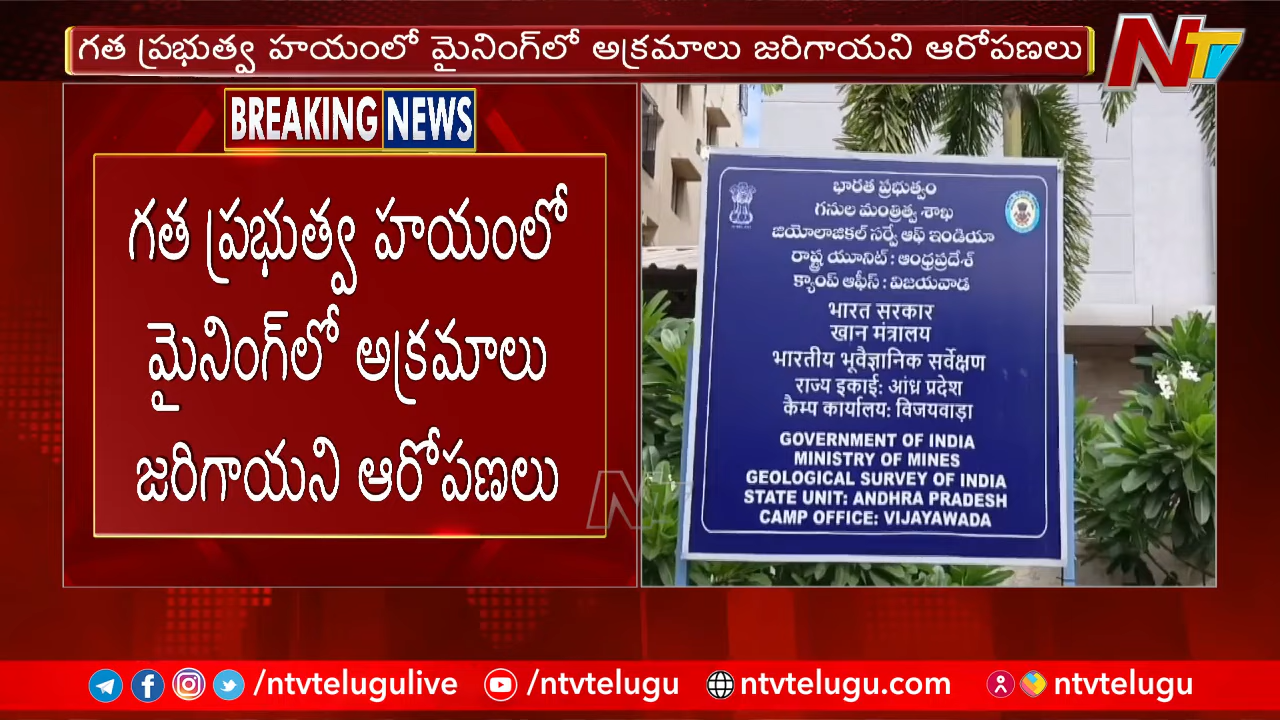 గత ప్రభుత్వ హయంలో మైనింగ్‌లో అక్రమాలు జరిగాయని ఆరోపణలు
NTV
BREAKING NEWS
గత ప్రభుత్వ హయంలో
మైనింగ్‌లో అక్రమాలు
జరిగాయని ఆరోపణలు
భారత ప్రభుత్వం
గనుల మంత్రిత్వ శాఖ
జియోలాజికల్ సర్వే ఆఫ్ ఇండియా
రాష్ట్ర యూనిట్ : ఆంధ్రప్రదేశ్
క్యాంప్ ఆఫీస్ : విజయవాడ
भारत सरकार
खान मंत्रालय
भारतीय भूवैज्ञानिक सर्वेक्षण
राज्य इकाई: आंध्र प्रदेश
कैम्प कार्यालय: विजयवाड़ा
GOVERNMENT OF INDIA
MINISTRY OF MINES
GEOLOGICAL SURVEY OF INDIA
STATE UNIT: ANDHRA PRADESH
CAMP OFFICE: VIJAYAWADA
NTV
/ntvtelugulive /ntvtelugu ntvtelugu.com ntvtelugu